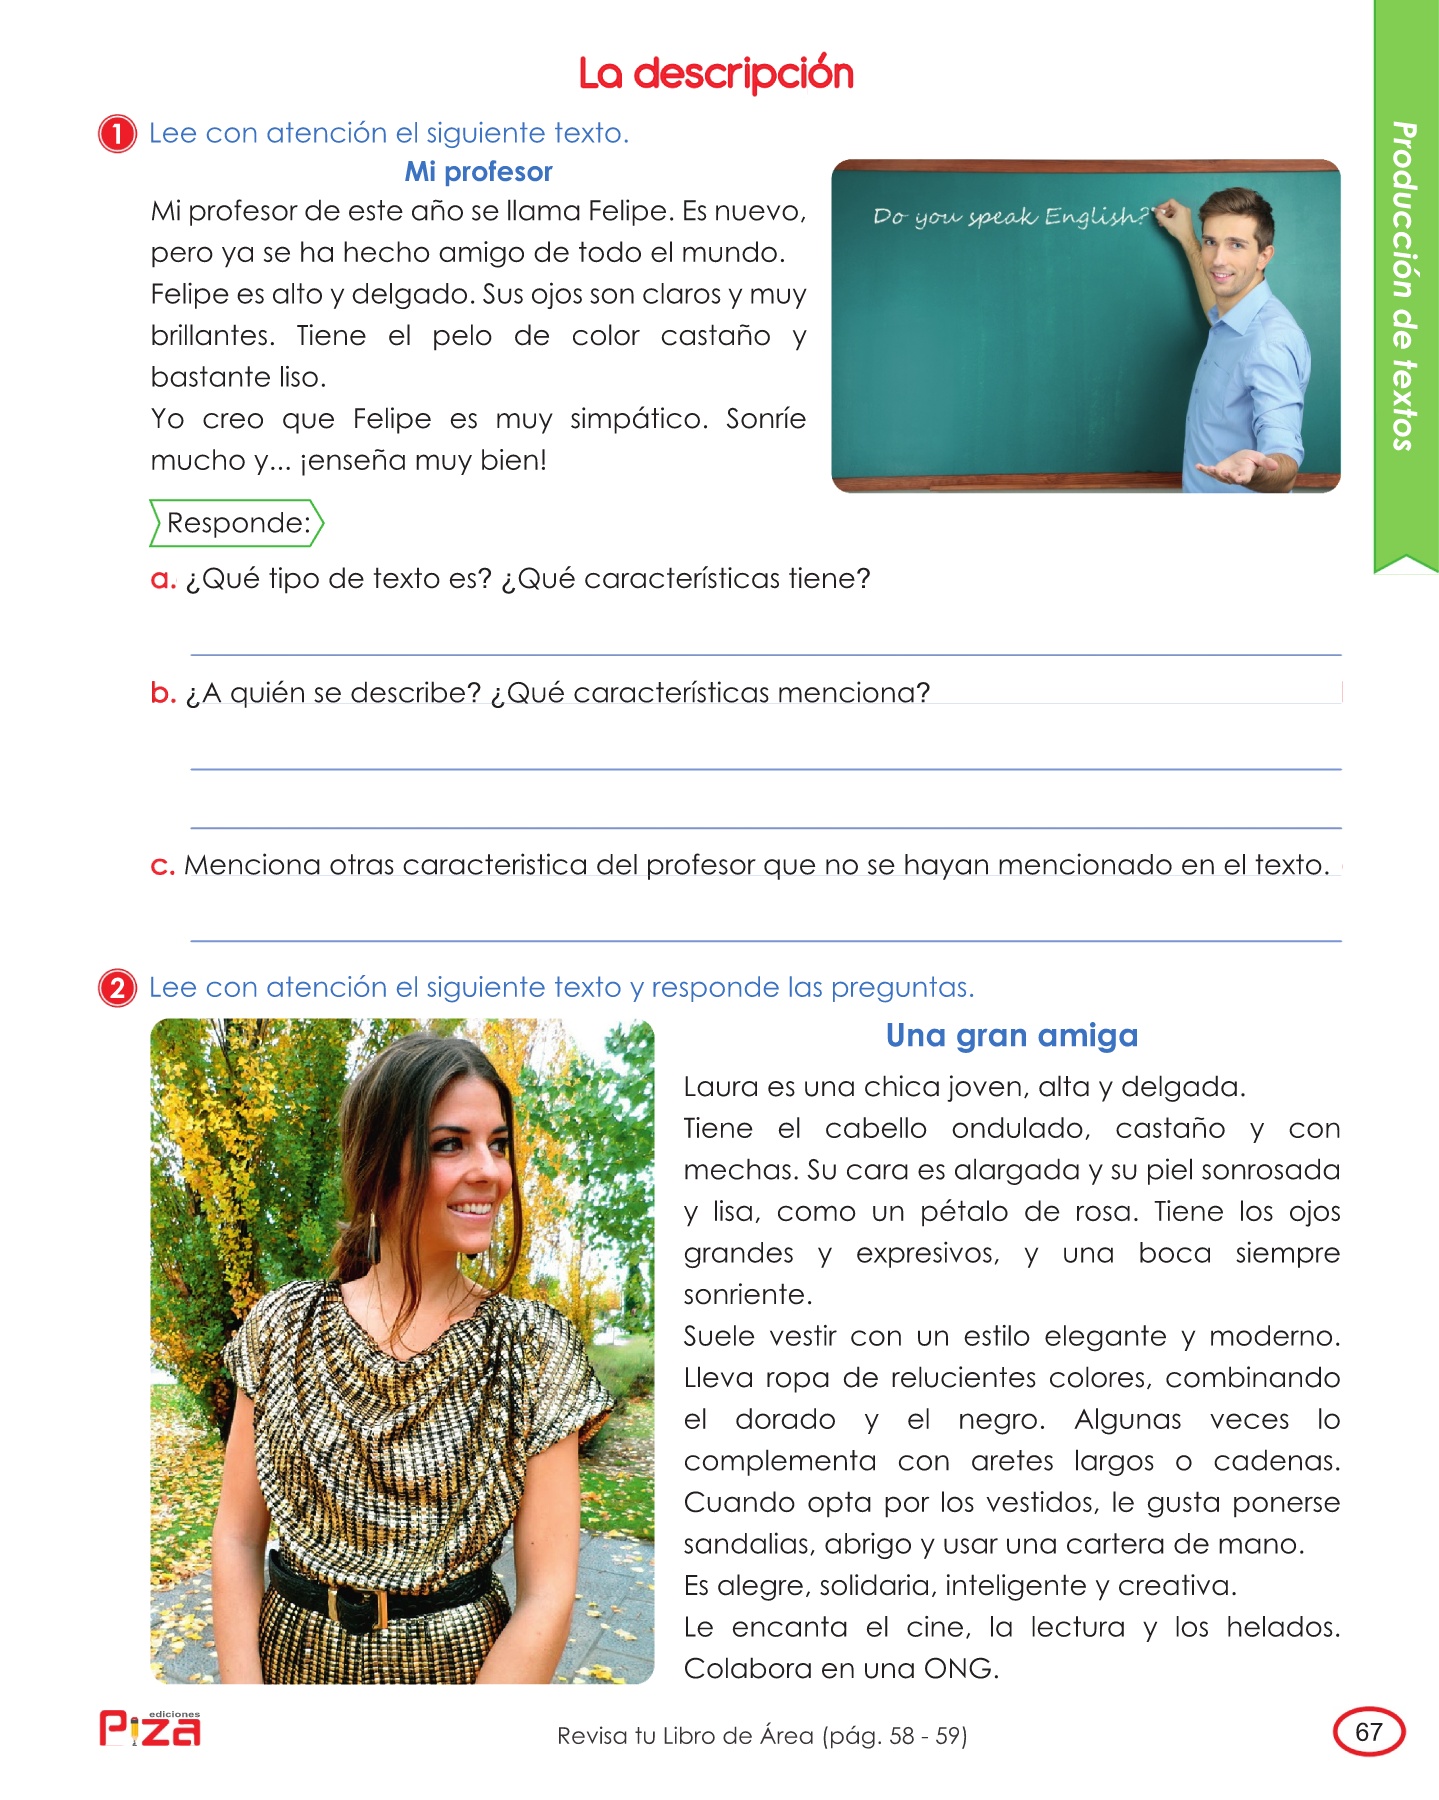 La descripción
Producción de textos
1 Lee con atención el siguiente texto.
Mi profesor
Mi profesor de este año se llama Felipe. Es nuevo,
pero ya se ha hecho amigo de todo el mundo.
Felipe es alto y delgado. Sus ojos son claros y muy
brillantes. Tiene el pelo de color castaño y
bastante liso.
Yo creo que Felipe es muy simpático. Sonríe
mucho y... ¡enseña muy bien!
Do you speak English?
Responde:
a. ¿Qué tipo de texto es? ¿Qué características tiene?
b. ¿A quién se describe? ¿Qué características menciona?
c. Menciona otras caracteristica del profesor que no se hayan mencionado en el texto.
2 Lee con atención el siguiente texto y responde las preguntas.
Una gran amiga
Laura es una chica joven, alta y delgada.
Tiene el cabello ondulado, castaño y con
mechas. Su cara es alargada y su piel sonrosada
y lisa, como un pétalo de rosa. Tiene los ojos
grandes y expresivos, y una boca siempre
sonriente.
Suele vestir con un estilo elegante y moderno.
Lleva ropa de relucientes colores, combinando
el dorado y el negro. Algunas veces lo
complementa con aretes largos o cadenas.
Cuando opta por los vestidos, le gusta ponerse
sandalias, abrigo y usar una cartera de mano.
Es alegre, solidaria, inteligente y creativa.
Le encanta el cine, la lectura y los helados.
Colabora en una ONG.
ediciones
Piza
Revisa tu Libro de Área (pág. 58 - 59)
67